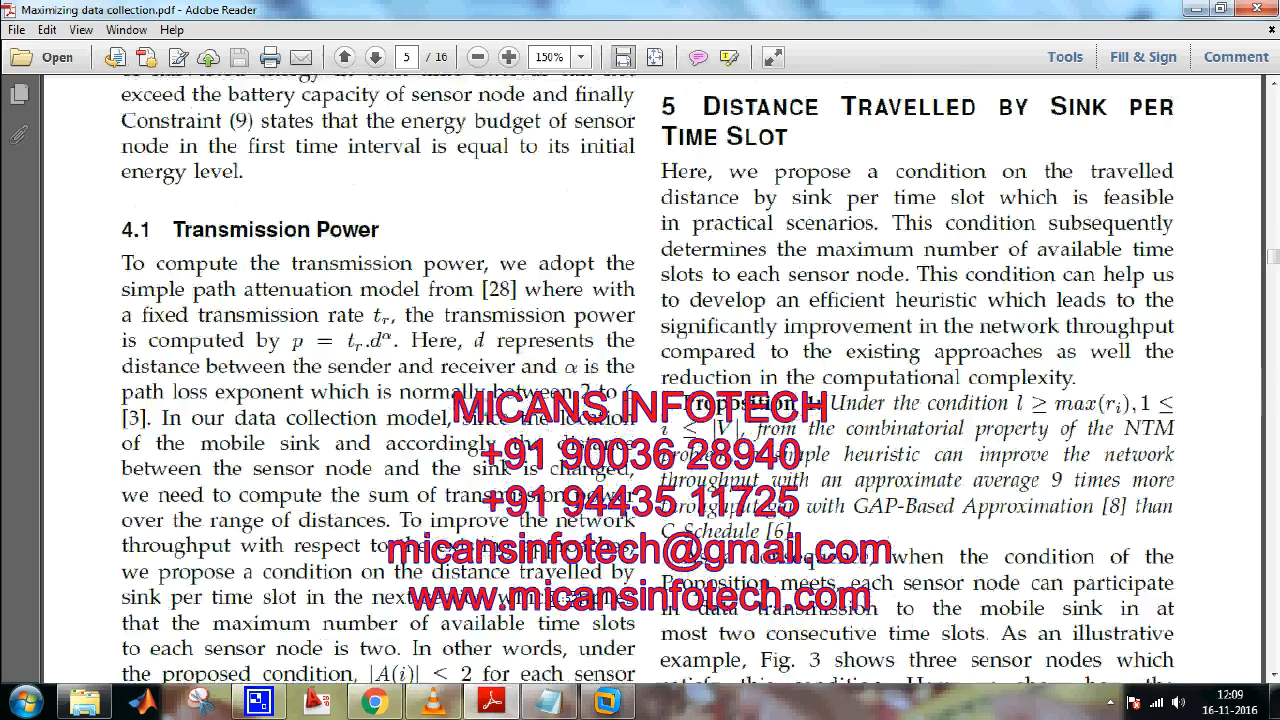 Maximizing data collection.pdf - Adobe Reader
File Edit View Window Help
Open 5 / 16 150% Tools Fill & Sign Comment
exceed the battery capacity of sensor node and finally
Constraint (9) states that the energy budget of sensor
node in the first time interval is equal to its initial
energy level.
4.1 Transmission Power
To compute the transmission power, we adopt the
simple path attenuation model from [28] where with
a fixed transmission rate tᵣ, the transmission power
is computed by p = tᵣ.dᵅ. Here, d represents the
distance between the sender and receiver and α is the
path loss exponent which is normally between 2 to 6
[3]. In our data collection model, since the location
of the mobile sink and accordingly the distance
between the sensor node and the sink is changed,
we need to compute the sum of transmission power
over the range of distances. To improve the network
throughput with respect to the existing approaches,
we propose a condition on the distance travelled by
sink per time slot in the next
that the maximum number of available time slots
to each sensor node is two. In other words, under
the proposed condition, |A(i)| < 2 for each sensor
5 DISTANCE TRAVELLED BY SINK PER
TIME SLOT
Here, we propose a condition on the travelled
distance by sink per time slot which is feasible
in practical scenarios. This condition subsequently
determines the maximum number of available time
slots to each sensor node. This condition can help us
to develop an efficient heuristic which leads to the
significantly improvement in the network throughput
compared to the existing approaches as well the
reduction in the computational complexity.
Proposition 1: Under the condition l ≥ max(rᵢ), 1 ≤
i ≤ |V|, from the combinatorial property of the NTM
problem, a simple heuristic can improve the network
throughput with an approximate average 9 times more
throughput than with GAP-Based Approximation [8] than
C-Schedule [6].
consequence, when the condition of the
Proposition meets, each sensor node can participate
in data transmission to the mobile sink in at
most two consecutive time slots. As an illustrative
example, Fig. 3 shows three sensor nodes which
MICANS INFOTECH
+91 90036 28940
+91 94435 11725
micansinfotech@gmail.com
www.micansinfotech.com
12:09
16-11-2016